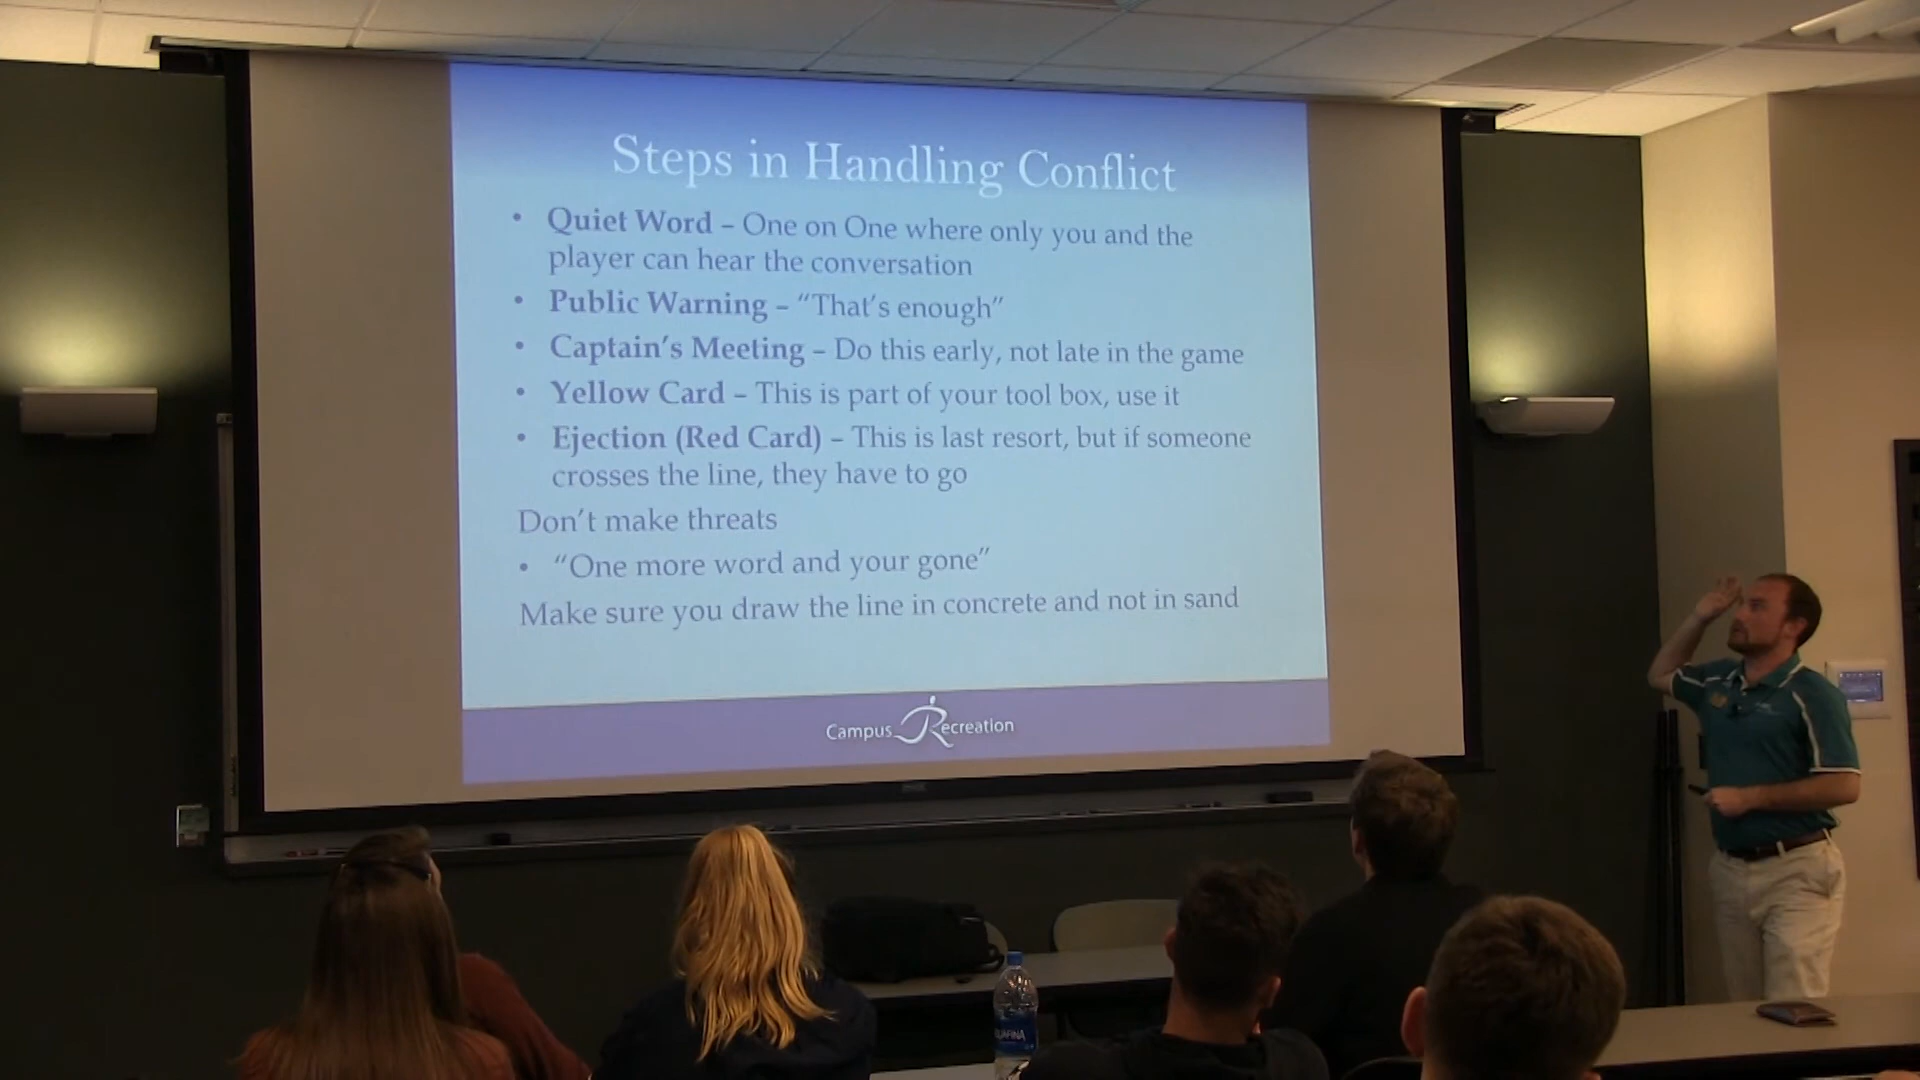 Steps in Handling Conflict
• Quiet Word – One on One where only you and the
player can hear the conversation
• Public Warning – “That’s enough”
• Captain’s Meeting – Do this early, not late in the game
• Yellow Card – This is part of your tool box, use it
• Ejection (Red Card) – This is last resort, but if someone
crosses the line, they have to go
Don’t make threats
• “One more word and your gone”
Make sure you draw the line in concrete and not in sand
Campus Recreation